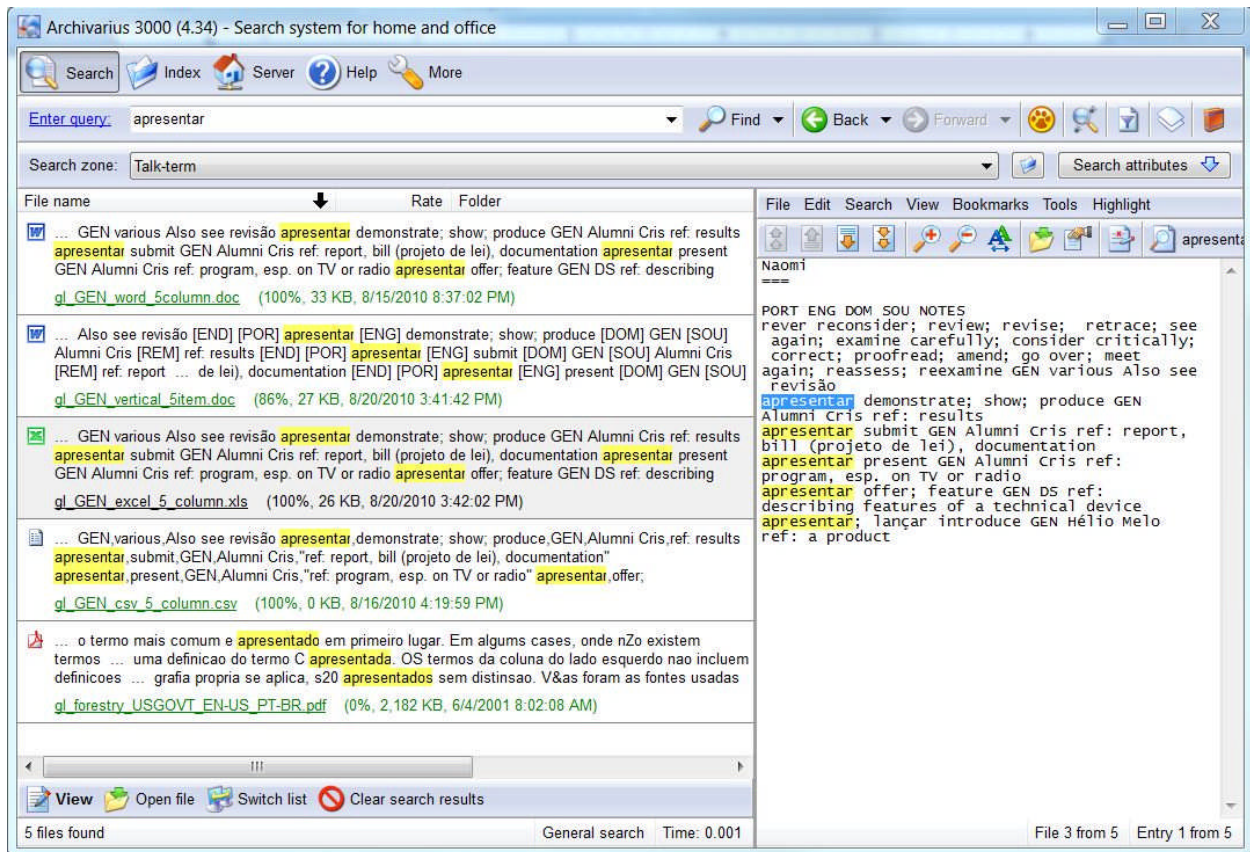 Archivarius 3000 (4.34) - Search system for home and office
Search Index Server Help More
Enter query: apresentar Find Back Forward
Search zone: Talk-term Search attributes
File name Rate Folder
... GEN various Also see revisão apresentar demonstrate; show; produce GEN Alumni Cris ref: results
apresentar submit GEN Alumni Cris ref: report, bill (projeto de lei), documentation apresentar present
GEN Alumni Cris ref: program, esp. on TV or radio apresentar offer; feature GEN DS ref: describing
gl_GEN_word_5column.doc (100%, 33 KB, 8/15/2010 8:37:02 PM)
... Also see revisão [END] [POR] apresentar [ENG] demonstrate; show; produce [DOM] GEN [SOU]
Alumni Cris [REM] ref: results [END] [POR] apresentar [ENG] submit [DOM] GEN [SOU] Alumni Cris
[REM] ref: report ... de lei), documentation [END] [POR] apresentar [ENG] present [DOM] GEN [SOU]
gl_GEN_vertical_5item.doc (86%, 27 KB, 8/20/2010 3:41:42 PM)
... GEN various Also see revisão apresentar demonstrate; show; produce GEN Alumni Cris ref: results
apresentar submit GEN Alumni Cris ref: report, bill (projeto de lei), documentation apresentar present
GEN Alumni Cris ref: program, esp. on TV or radio apresentar offer; feature GEN DS ref: describing
gl_GEN_excel_5_column.xls (100%, 26 KB, 8/20/2010 3:42:02 PM)
... GEN,various,Also see revisão apresentar,demonstrate; show; produce,GEN,Alumni Cris,ref: results
apresentar,submit,GEN,Alumni Cris,"ref: report, bill (projeto de lei), documentation"
apresentar,present,GEN,Alumni Cris,"ref: program, esp. on TV or radio" apresentar,offer;
gl_GEN_csv_5_column.csv (100%, 0 KB, 8/16/2010 4:19:59 PM)
... o termo mais comum e apresentado em primeiro lugar. Em algums cases, onde nZo existem
termos ... uma definicao do termo C apresentada. OS termos da coluna do lado esquerdo nao incluem
definicoes ... grafia propria se aplica, s20 apresentados sem distinsao. V&as foram as fontes usadas
gl_forestry_USGOVT_EN-US_PT-BR.pdf (0%, 2,182 KB, 6/4/2001 8:02:08 AM)
View Open file Switch list Clear search results
5 files found General search Time: 0.001
File Edit Search View Bookmarks Tools Highlight
apresenta
Naomi
===
PORT ENG DOM SOU NOTES
rever reconsider; review; revise; retrace; see
again; examine carefully; consider critically;
correct; proofread; amend; go over; meet
again; reassess; reexamine GEN various Also see
revisão
apresentar demonstrate; show; produce GEN
Alumni Cris ref: results
apresentar submit GEN Alumni Cris ref: report,
bill (projeto de lei), documentation
apresentar present GEN Alumni Cris ref:
program, esp. on TV or radio
apresentar offer; feature GEN DS ref:
describing features of a technical device
apresentar; lançar introduce GEN Hélio Melo
ref: a product
File 3 from 5 Entry 1 from 5